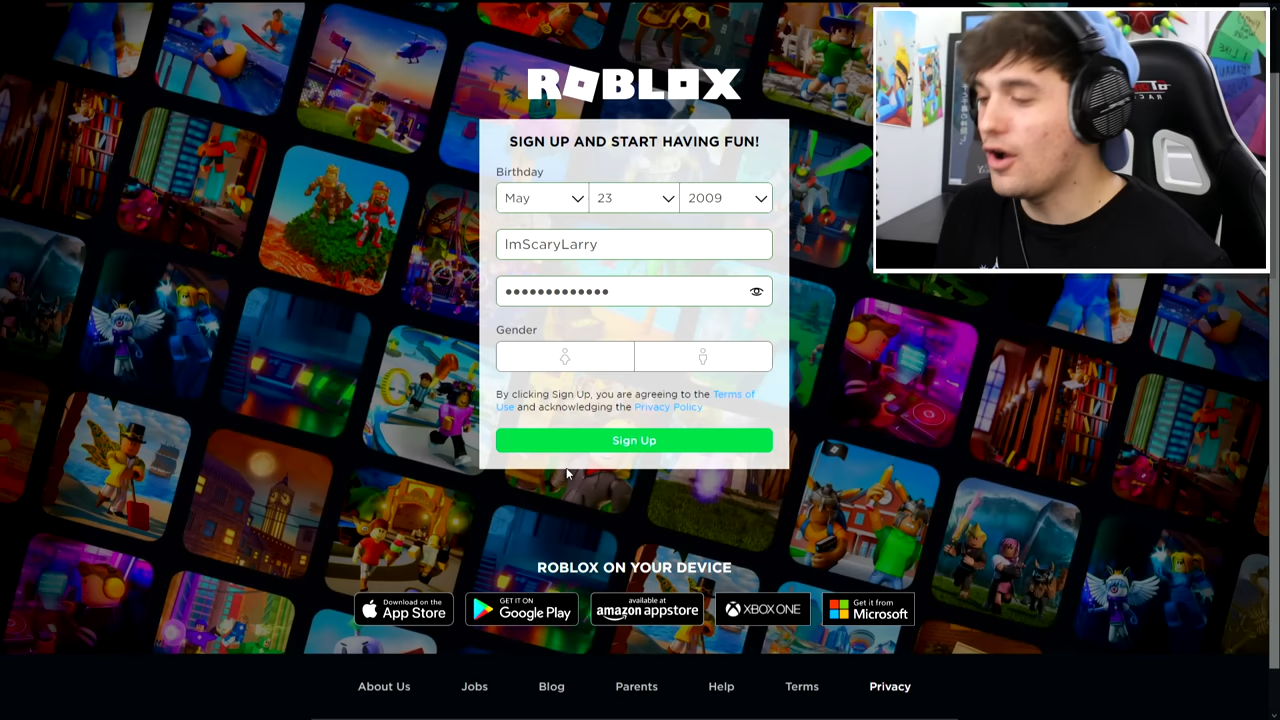 ROBLOX
SIGN UP AND START HAVING FUN!
Birthday
May 23 2009
ImScaryLarry
•••••••••••••
Gender
By clicking Sign Up, you are agreeing to the Terms of
Use and acknowledging the Privacy Policy
Sign Up
ROBLOX ON YOUR DEVICE
Download on the
App Store
GET IT ON
Google Play
available at
amazon appstore
XBOX ONE
Get it from
Microsoft
About Us Jobs Blog Parents Help Terms Privacy